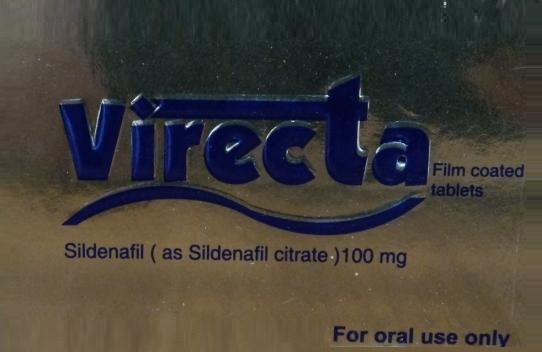 Virecta
Film coated
tablets
Sildenafil ( as Sildenafil citrate )100 mg
For oral use only